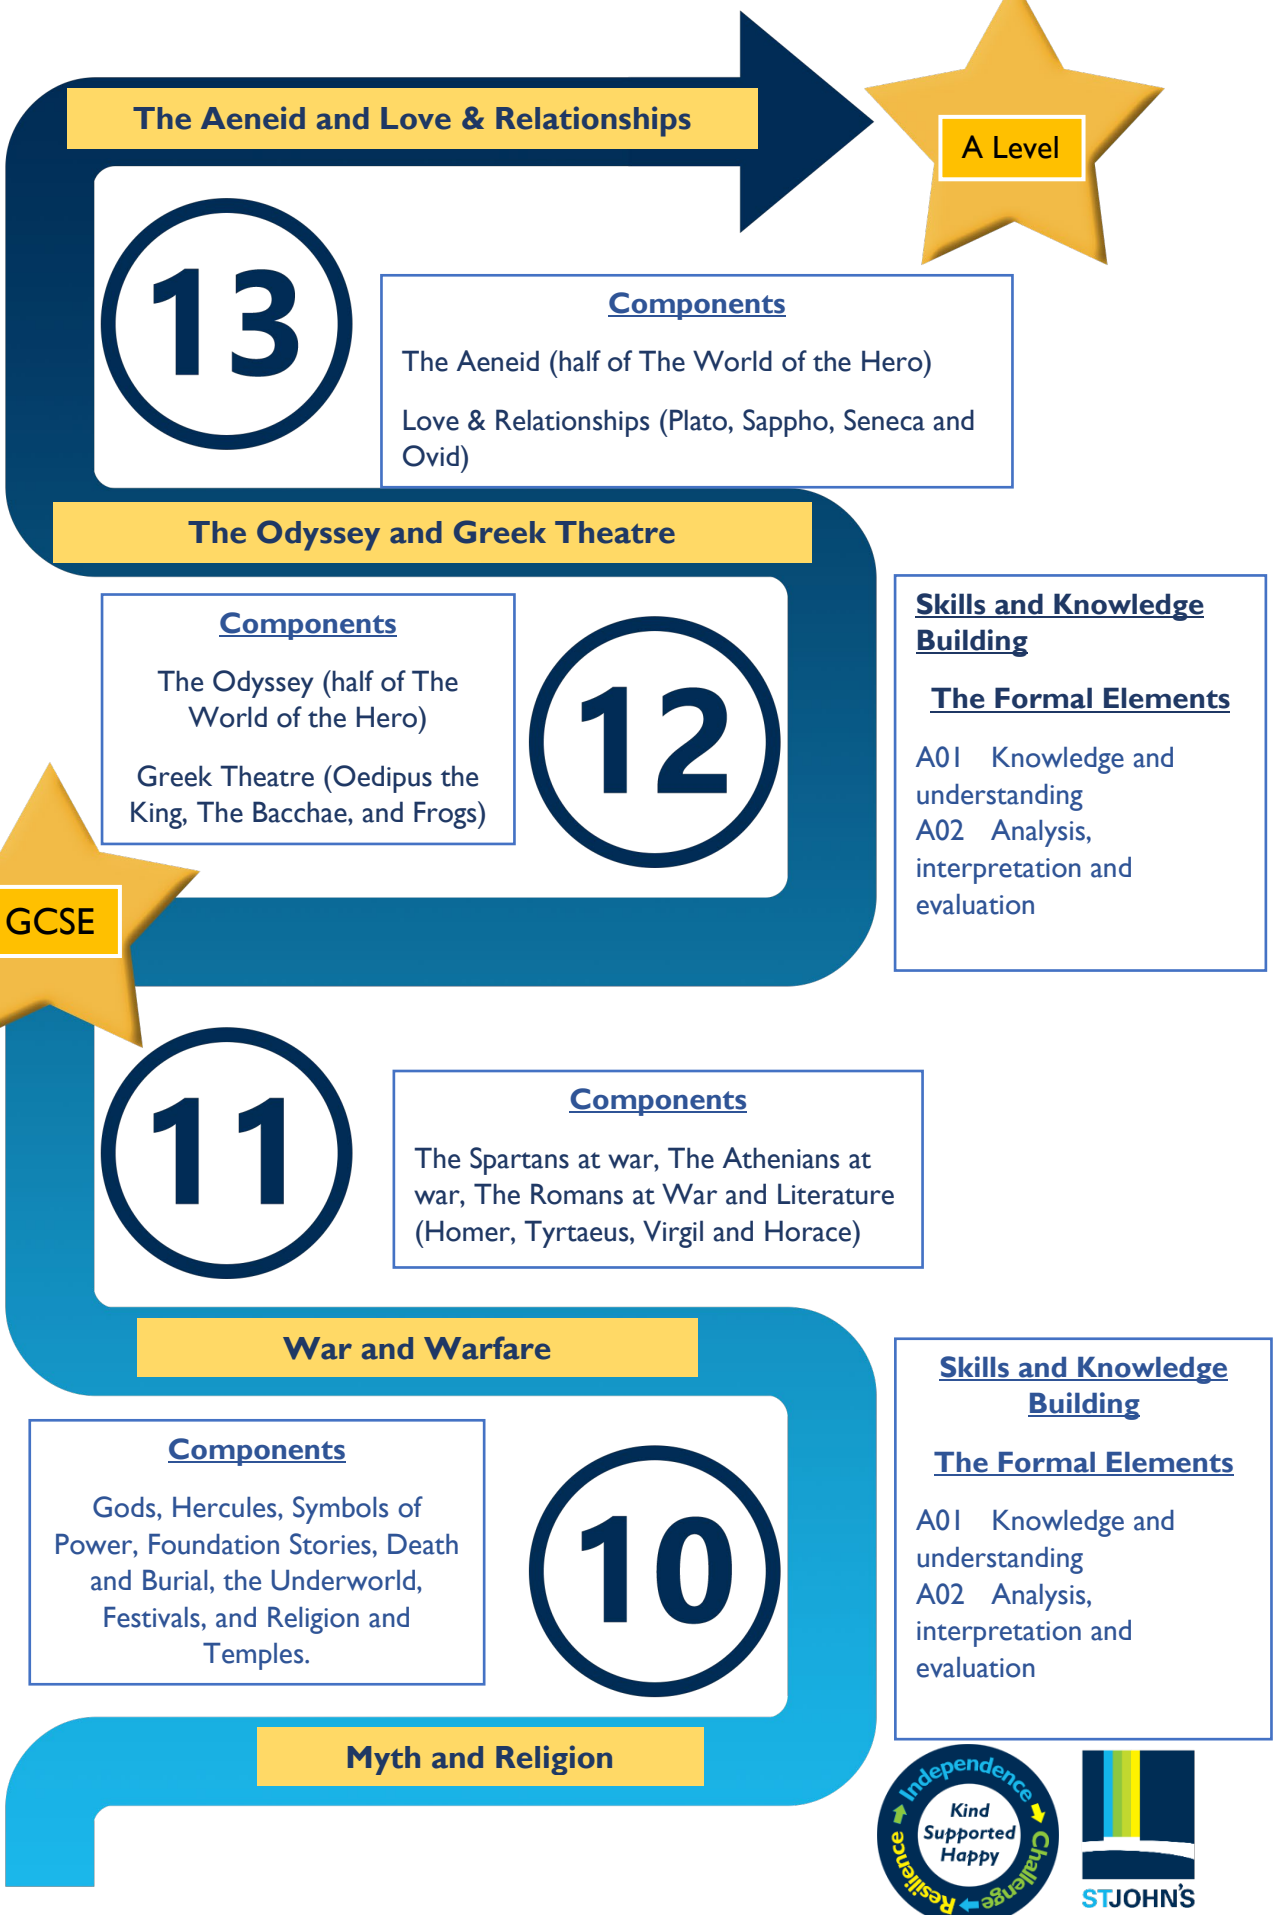 The Aeneid and Love & Relationships
A Level
13
Components
The Aeneid (half of The World of the Hero)
Love & Relationships (Plato, Sappho, Seneca and
Ovid)
The Odyssey and Greek Theatre
Components
The Odyssey (half of The
World of the Hero)
Greek Theatre (Oedipus the
King, The Bacchae, and Frogs)
12
Skills and Knowledge
Building
The Formal Elements
A01 Knowledge and
understanding
A02 Analysis,
interpretation and
evaluation
GCSE
11
Components
The Spartans at war, The Athenians at
war, The Romans at War and Literature
(Homer, Tyrtaeus, Virgil and Horace)
War and Warfare
Components
Gods, Hercules, Symbols of
Power, Foundation Stories, Death
and Burial, the Underworld,
Festivals, and Religion and
Temples.
10
Skills and Knowledge
Building
The Formal Elements
A01 Knowledge and
understanding
A02 Analysis,
interpretation and
evaluation
Myth and Religion
Independence
Challenge
Resilience
Kind
Supported
Happy
STJOHN'S